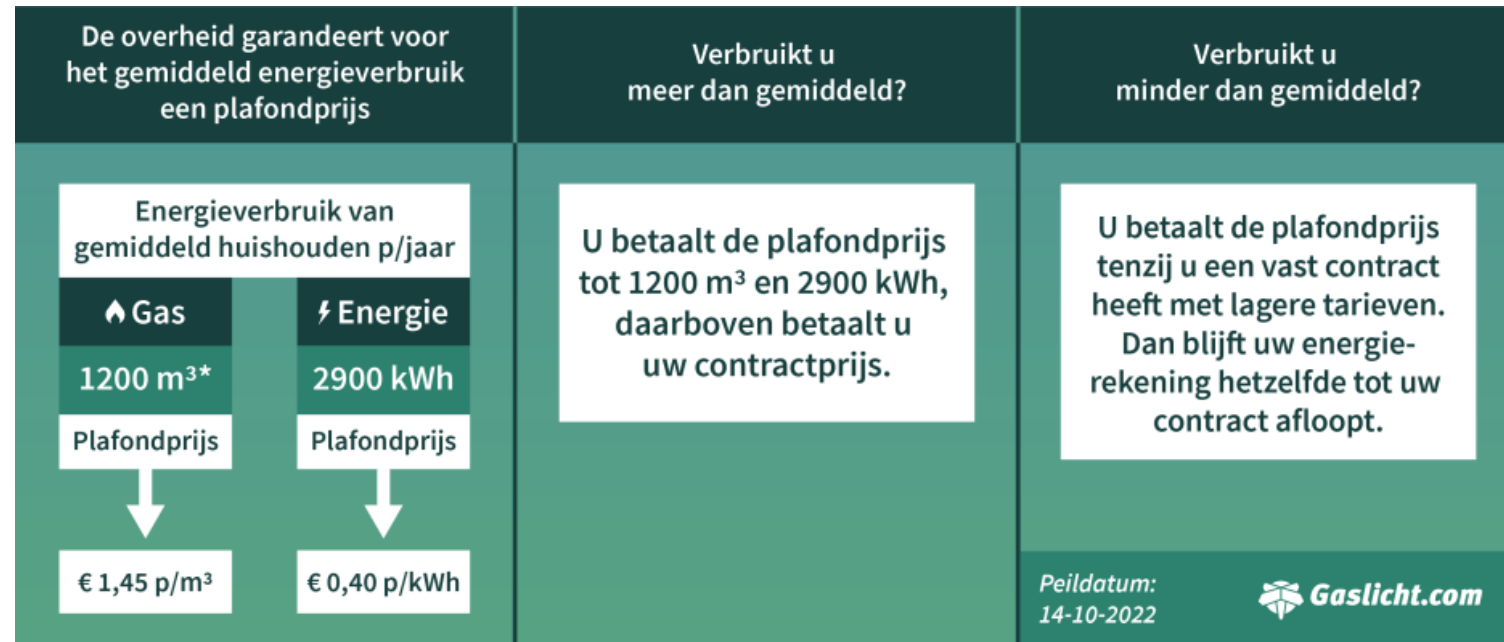 De overheid garandeert voor
het gemiddeld energieverbruik
een plafondprijs
Energieverbruik van
gemiddeld huishouden p/jaar
Gas
1200 m³*
Plafondprijs
€ 1,45 p/m³
Energie
2900 kWh
Plafondprijs
€ 0,40 p/kWh
Verbruikt u
meer dan gemiddeld?
U betaalt de plafondprijs
tot 1200 m³ en 2900 kWh,
daarboven betaalt u
uw contractprijs.
Verbruikt u
minder dan gemiddeld?
U betaalt de plafondprijs
tenzij u een vast contract
heeft met lagere tarieven.
Dan blijft uw energie-
rekening hetzelfde tot uw
contract afloopt.
Peildatum:
14-10-2022
Gaslicht.com